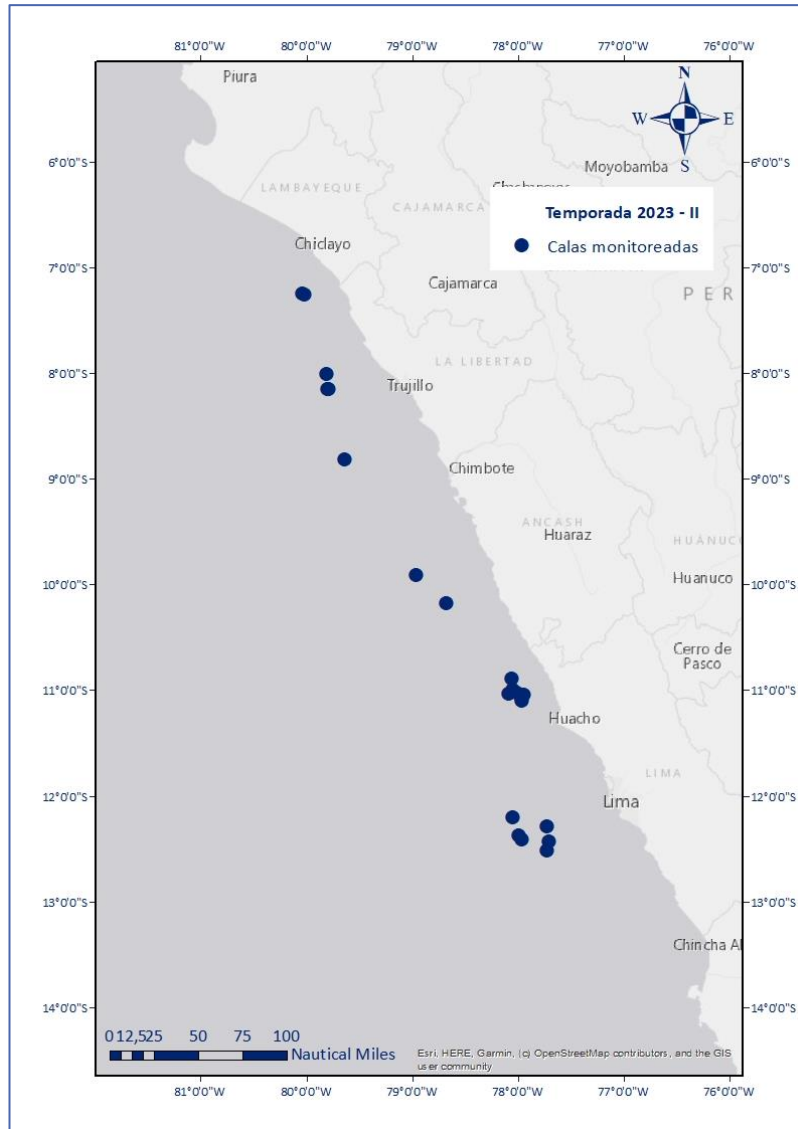 81°0'0"W 80°0'0"W 79°0'0"W 78°0'0"W 77°0'0"W 76°0'0"W
Piura
N
W E
S
6°0'0"S 6°0'0"S
Moyobamba
LAMBAYEQUE
CAJAMARCA
Temporada 2023 - II
Calas monitoreadas
Chiclayo
7°0'0"S 7°0'0"S
Cajamarca
PER
LA LIBERTAD
8°0'0"S 8°0'0"S
Trujillo
Chimbote
9°0'0"S 9°0'0"S
ANCASH
Huaraz
HUÁNUCO
Huanuco
10°0'0"S 10°0'0"S
Cerro de
Pasco
11°0'0"S 11°0'0"S
Huacho
LIMA
12°0'0"S 12°0'0"S
Lima
13°0'0"S 13°0'0"S
Chincha Al
14°0'0"S 14°0'0"S
0 12,525 50 75 100
Nautical Miles
Esri, HERE, Garmin, (c) OpenStreetMap contributors, and the GIS
user community
81°0'0"W 80°0'0"W 79°0'0"W 78°0'0"W 77°0'0"W 76°0'0"W